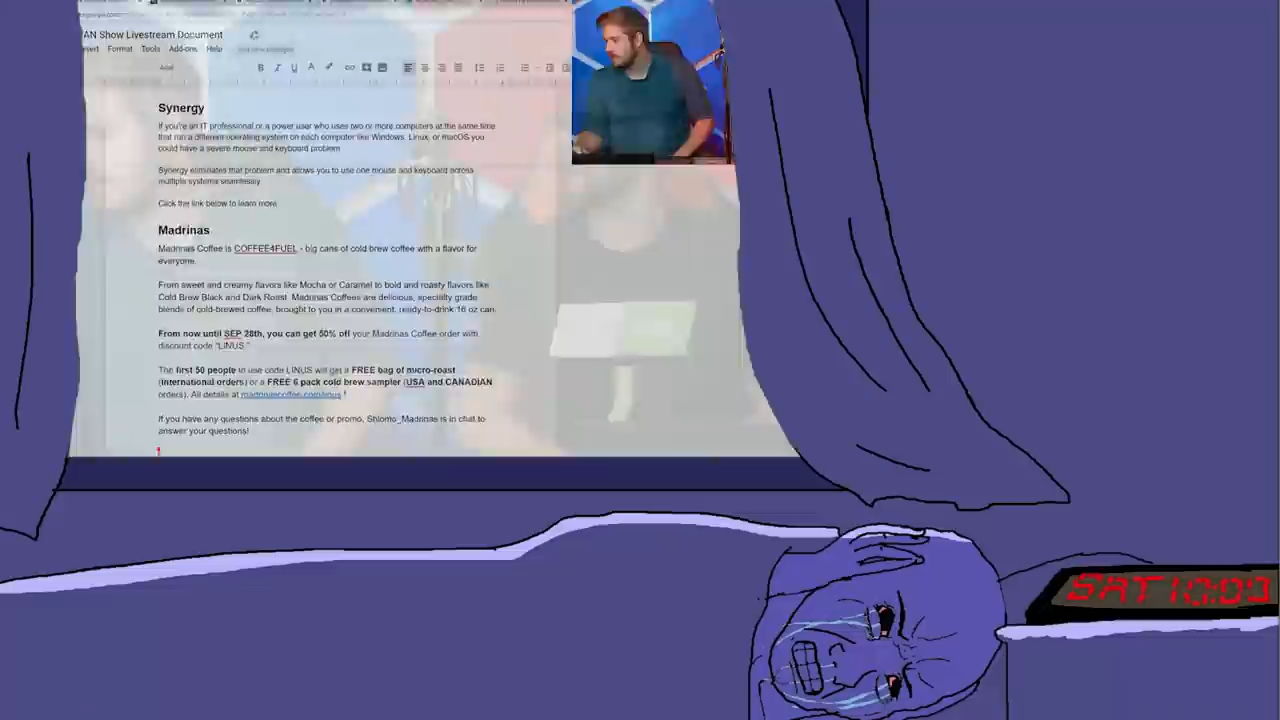 AN Show Livestream Document
sert Format Tools Add-ons Help
Arial
Synergy
If you're an IT professional or a power user who uses two or more computers at the same time
that run a different operating system on each computer like Windows, Linux, or macOS you
could have a severe mouse and keyboard problem
Synergy eliminates that problem and allows you to use one mouse and keyboard across
multiple systems seamlessly
Click the link below to learn more
Madrinas
Madrinas Coffee is COFFEE4FUEL - big cans of cold brew coffee with a flavor for
everyone.
From sweet and creamy flavors like Mocha or Caramel to bold and roasty flavors like
Cold Brew Black and Dark Roast. Madrinas Coffees are delicious, specialty grade
blends of cold-brewed coffee, brought to you in a convenient, ready-to-drink 16 oz can.
From now until SEP 28th, you can get 50% off your Madrinas Coffee order with
discount code "LINUS."
The first 50 people to use code LINUS will get a FREE bag of micro-roast
(international orders) or a FREE 6 pack cold brew sampler (USA and CANADIAN
orders). All details at madrinascoffee.com/linus !
If you have any questions about the coffee or promo, Shlomo_Madrinas is in chat to
answer your questions!
SAT 10:00